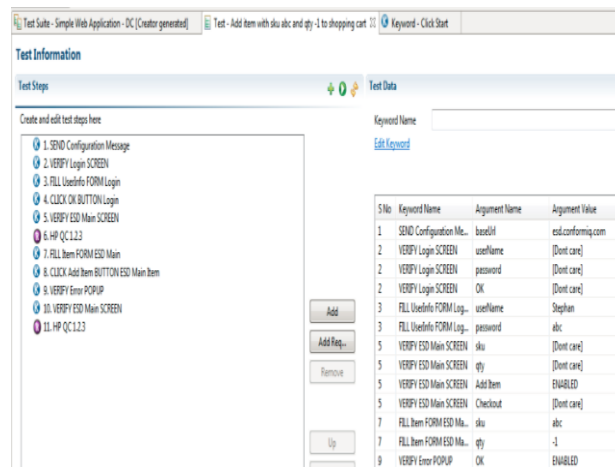 Test Suite - Simple Web Application - DC [Creator generated]
Test - Add item with sku abc and qty -1 to shopping cart
Keyword - Click Start
Test Information
Test Steps
Create and edit test steps here
1. SEND Configuration Message
2. VERIFY Login SCREEN
3. FILL UserInfo FORM Login
4. CLICK OK BUTTON Login
5. VERIFY ESD Main SCREEN
6. HP QC 1.2.3
7. FILL Item FORM ESD Main
8. CLICK Add Item BUTTON ESD Main Item
9. VERIFY Error POPUP
10. VERIFY ESD Main SCREEN
11. HP QC 1.2.3
Add
Add Req...
Remove
Up
Test Data
Keyword Name
Edit Keyword
S No Keyword Name Argument Name Argument Value
1 SEND Configuration Me... baseUrl esd.conformiq.com
2 VERIFY Login SCREEN userName [Dont care]
2 VERIFY Login SCREEN password [Dont care]
2 VERIFY Login SCREEN OK [Dont care]
3 FILL UserInfo FORM Log... userName Stephan
3 FILL UserInfo FORM Log... password abc
5 VERIFY ESD Main SCREEN sku [Dont care]
5 VERIFY ESD Main SCREEN qty [Dont care]
5 VERIFY ESD Main SCREEN Add Item ENABLED
5 VERIFY ESD Main SCREEN Checkout [Dont care]
7 FILL Item FORM ESD Ma... sku abc
7 FILL Item FORM ESD Ma... qty -1
9 VERIFY Error POPUP OK ENABLED